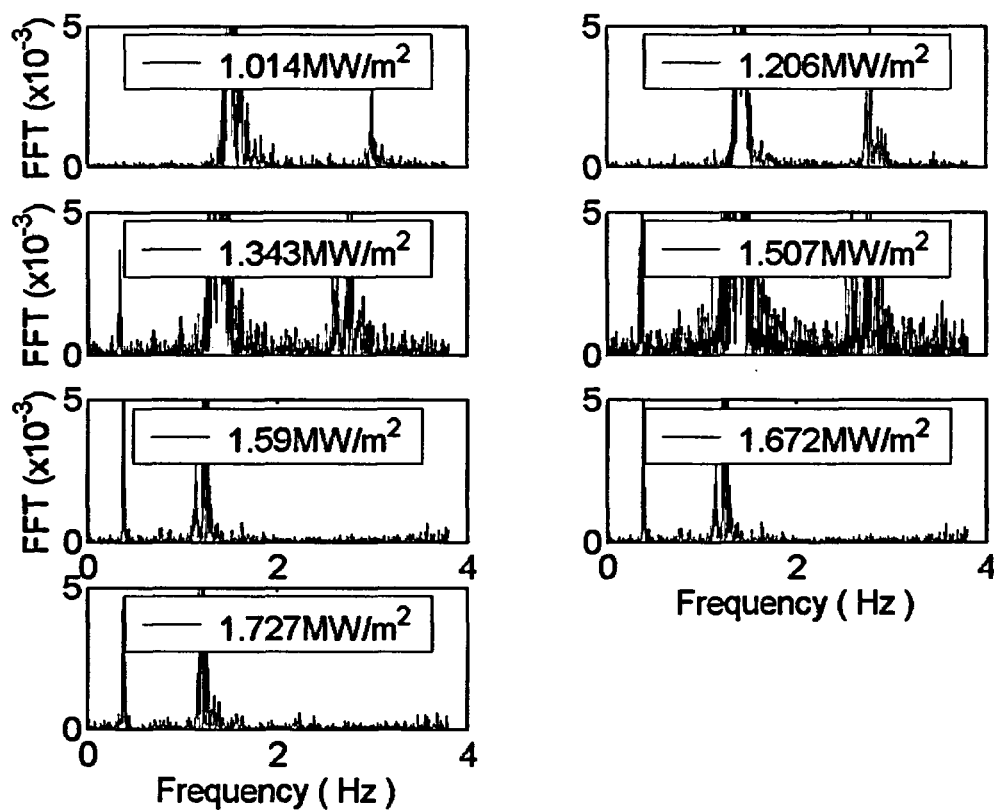 FFT (x10⁻³)
5
0
1.014MW/m²
5
0
1.206MW/m²
FFT (x10⁻³)
5
0
1.343MW/m²
5
0
1.507MW/m²
FFT (x10⁻³)
5
0
1.59MW/m²
0 2 4
5
0
1.672MW/m²
0 2 4
Frequency ( Hz )
5
0
1.727MW/m²
0 2 4
Frequency ( Hz )